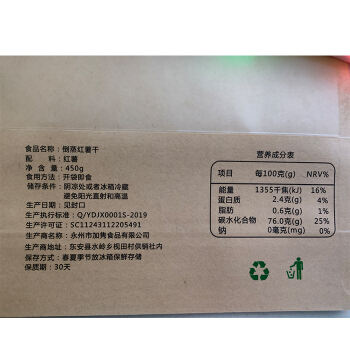 食品名称: 倒蒸红薯干
配 料: 红薯
净 含 量: 450g
食用方法: 开袋即食
储存条件: 阴凉处或者冰箱冷藏
避免阳光直射和高温
生产日期: 见封口
执行标准: Q/YDJX0001S-2019
生产许可证: SC11243112205491
生产商名称: 永州市加隽食品有限公司
生产商地址: 东安县水岭乡视田村供销社内
保存方式: 春夏季节放冰箱保鲜存储
保质期: 30天
营养成分表
项目 每100克(g) NRV%
能量 1355千焦(kJ) 16%
蛋白质 2.4克(g) 4%
脂肪 0.6克(g) 1%
碳水化合物 76.0克(g) 25%
钠 0毫克(mg) 0%